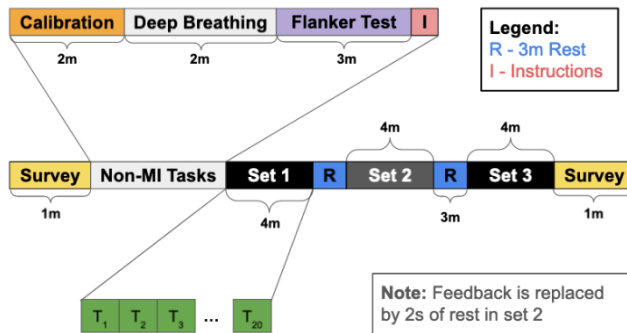 Calibration Deep Breathing Flanker Test I
2m 2m 3m
Legend:
R - 3m Rest
I - Instructions
4m 4m
Survey Non-MI Tasks Set 1 R Set 2 R Set 3 Survey
1m 4m 3m 1m
T1 T2 T3 ... T20
Note: Feedback is replaced
by 2s of rest in set 2